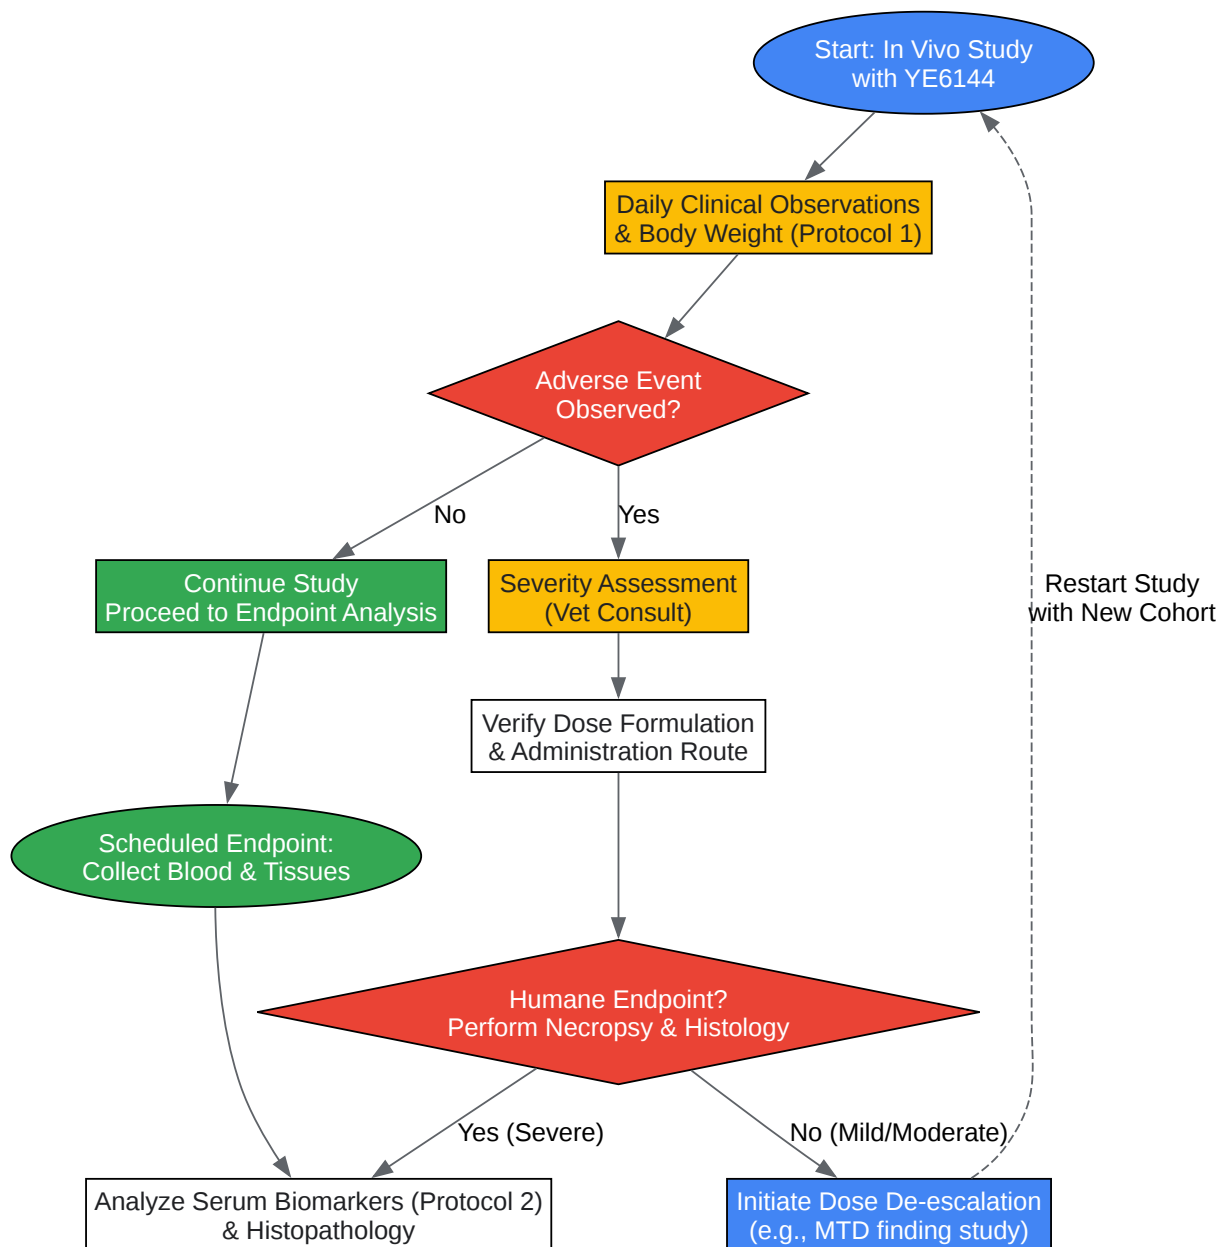 Start: In Vivo Study
with YE6144
Daily Clinical Observations
& Body Weight (Protocol 1)
Adverse Event
Observed?
No
Yes
Continue Study
Proceed to Endpoint Analysis
Severity Assessment
(Vet Consult)
Restart Study
with New Cohort
Verify Dose Formulation
& Administration Route
Scheduled Endpoint:
Collect Blood & Tissues
Humane Endpoint?
Perform Necropsy & Histology
Yes (Severe)
No (Mild/Moderate)
Analyze Serum Biomarkers (Protocol 2)
& Histopathology
Initiate Dose De-escalation
(e.g., MTD finding study)